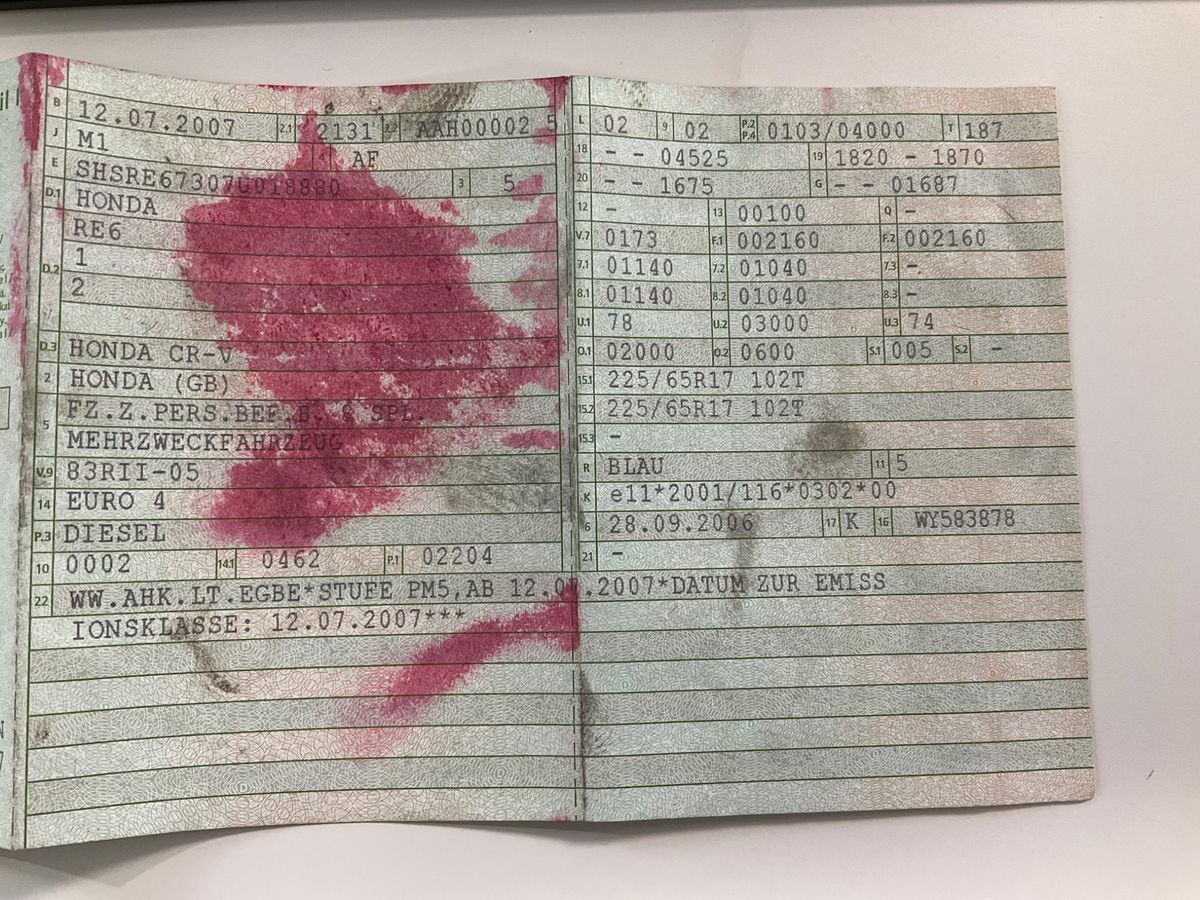 B 12.07.2007 2.1 2131 2.2 AAH00002 5
J M1 4 AF
E SHSRE67307U018880 3 5
D.1 HONDA
D.2 RE6
1
2
D.3 HONDA CR-V
2 HONDA (GB)
5 FZ.Z.PERS.BEF.B. 8 SPL.
MEHRZWECKFAHRZEUG
V.9 83RII-05
14 EURO 4
P.3 DIESEL
10 0002 14.1 0462 P.1 02204
L 02 9 02 P.2 P.4 0103/04000 T 187
18 - - 04525 19 1820 - 1870
20 - - 1675 G - - 01687
12 - 13 00100 Q -
V.7 0173 F.1 002160 F.2 002160
7.1 01140 7.2 01040 7.3 -
8.1 01140 8.2 01040 8.3 -
U.1 78 U.2 03000 U.3 74
O.1 02000 O.2 0600 S.1 005 S.2 -
15.1 225/65R17 102T
15.2 225/65R17 102T
15.3 -
R BLAU 11 5
K e11*2001/116*0302*00
6 28.09.2006 17 K 16 WY583878
21 -
22 WW.AHK.LT.EGBE*STUFE PM5,AB 12.07.2007*DATUM ZUR EMISS
IONSKLASSE: 12.07.2007***